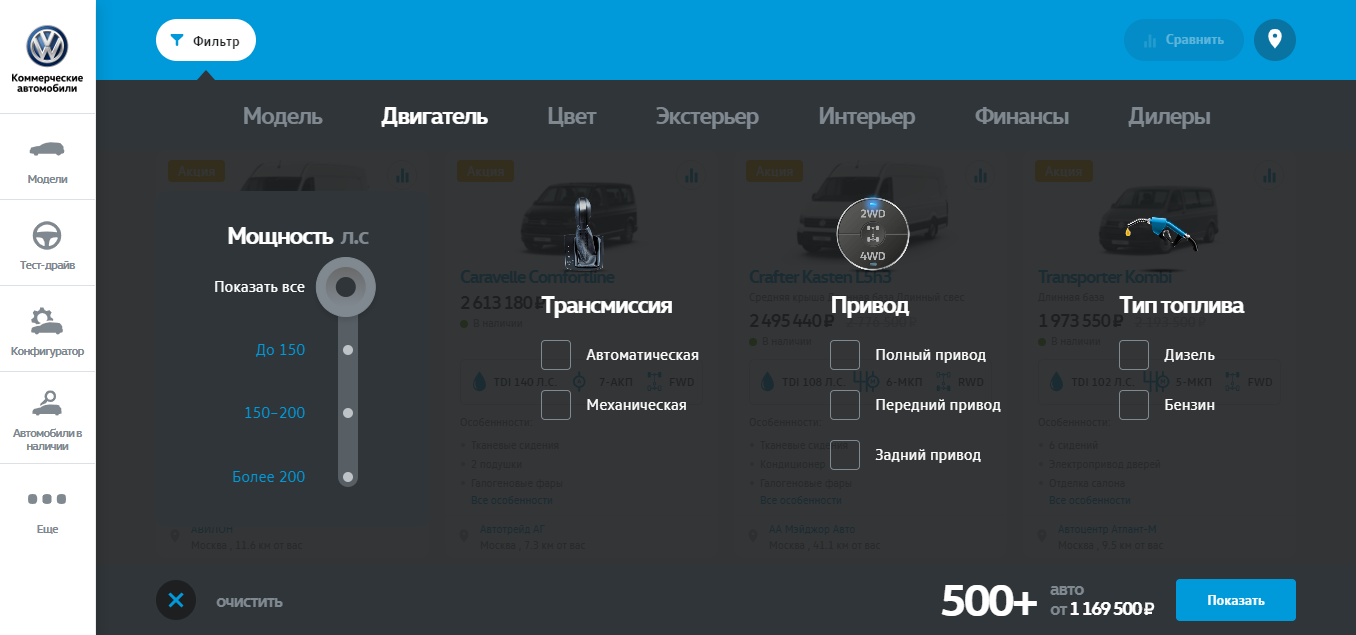 Коммерческие
автомобили
Модели
Тест-драйв
Конфигуратор
Автомобили в
наличии
Еще
Фильтр
Сравнить
Модель
Двигатель
Цвет
Экстерьер
Интерьер
Финансы
Дилеры
Мощность л.с
Показать все
До 150
150–200
Более 200
Трансмиссия
Автоматическая
Механическая
2WD
4WD
Привод
Полный привод
Передний привод
Задний привод
Тип топлива
Дизель
Бензин
Акция
Акция
Caravelle Comfortline
2 613 180 ₽
В наличии
TDI 140 Л.С.
7-АКП
FWD
Особенности:
Тканевые сидения
2 подушки
Галогеновые фары
Все особенности
Автотрейд АГ
Москва , 7.3 км от вас
Акция
Crafter Kasten L3H3
2 495 440 ₽
В наличии
TDI 108 Л.С.
6-МКП
RWD
Особенности:
Тканевые сидения
Кондиционер
Галогеновые фары
Все особенности
АА Мэйджор Авто
Москва , 41.1 км от вас
Акция
Transporter Kombi
Длинная база
1 973 550 ₽
В наличии
TDI 102 Л.С.
5-МКП
FWD
Особенности:
6 сидений
Электропривод дверей
Отделка салона
Все особенности
Автоцентр Атлант-М
Москва , 9.5 км от вас
Москва , 11.6 км от вас
ОЧИСТИТЬ
500+
авто
от 1 169 500 ₽
Показать